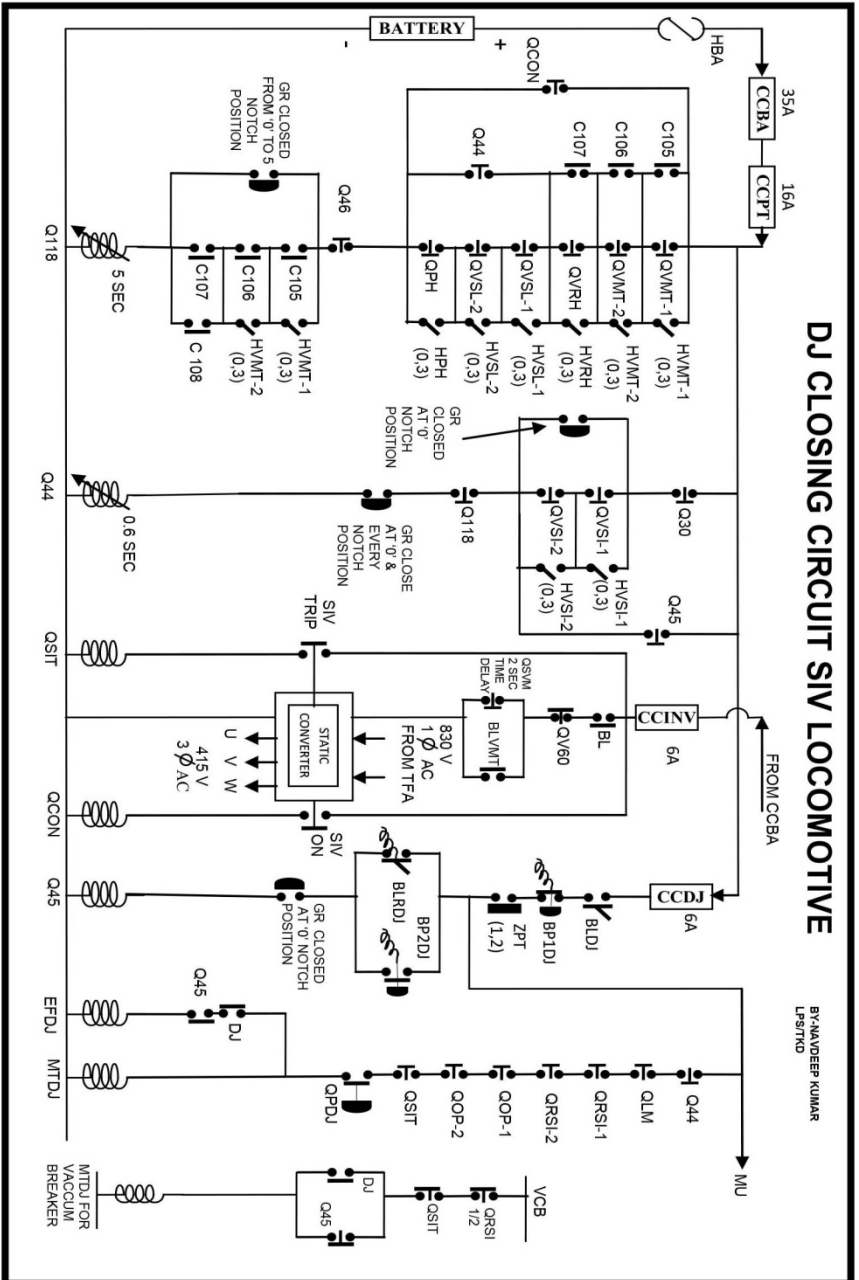 DJ CLOSING CIRCUIT SIV LOCOMOTIVE
BY-NAVDEEP KUMAR
LPS/TKD
BATTERY
-
+
HBA
35A
CCBA
16A
CCPT
QCON
C107
C106
C105
Q44
QPH
QVSL-2
QVSL-1
QVRH
QVMT-2
QVMT-1
HPH
(0,3)
HVSL-2
(0,3)
HVSL-1
(0,3)
HVRH
(0,3)
HVMT-2
(0,3)
HVMT-1
(0,3)
GR CLOSED
FROM '0' TO 5
NOTCH
POSITION
Q46
C107
C106
C105
C 108
HVMT-2
(0,3)
HVMT-1
(0,3)
Q118
5 SEC
GR
CLOSED
AT '0'
NOTCH
POSITION
Q30
QVSI-1
QVSI-2
HVSI-1
(0,3)
HVSI-2
(0,3)
Q118
GR CLOSE
AT '0' &
EVERY
NOTCH
POSITION
Q44
0.6 SEC
Q45
FROM CCBA
CCINV
6A
BL
QV60
QSVM
2 SEC
TIME
DELAY
BLVMT
SIV
TRIP
STATIC
CONVERTER
830 V
1 Ø AC
FROM TFA
U
V
W
415 V
3 Ø AC
SIV
ON
QSIT
QCON
CCDJ
6A
BLDJ
BP1DJ
ZPT
(1,2)
BLRDJ
BP2DJ
GR CLOSED
AT '0' NOTCH
POSITION
Q45
MU
Q44
QLM
QRSI-1
QRSI-2
QOP-1
QOP-2
QSIT
QPDJ
DJ
Q45
EFDJ
MTDJ
VCB
QRSI
1/2
QSIT
DJ
Q45
MTDJ FOR
VACCUM
BREAKER